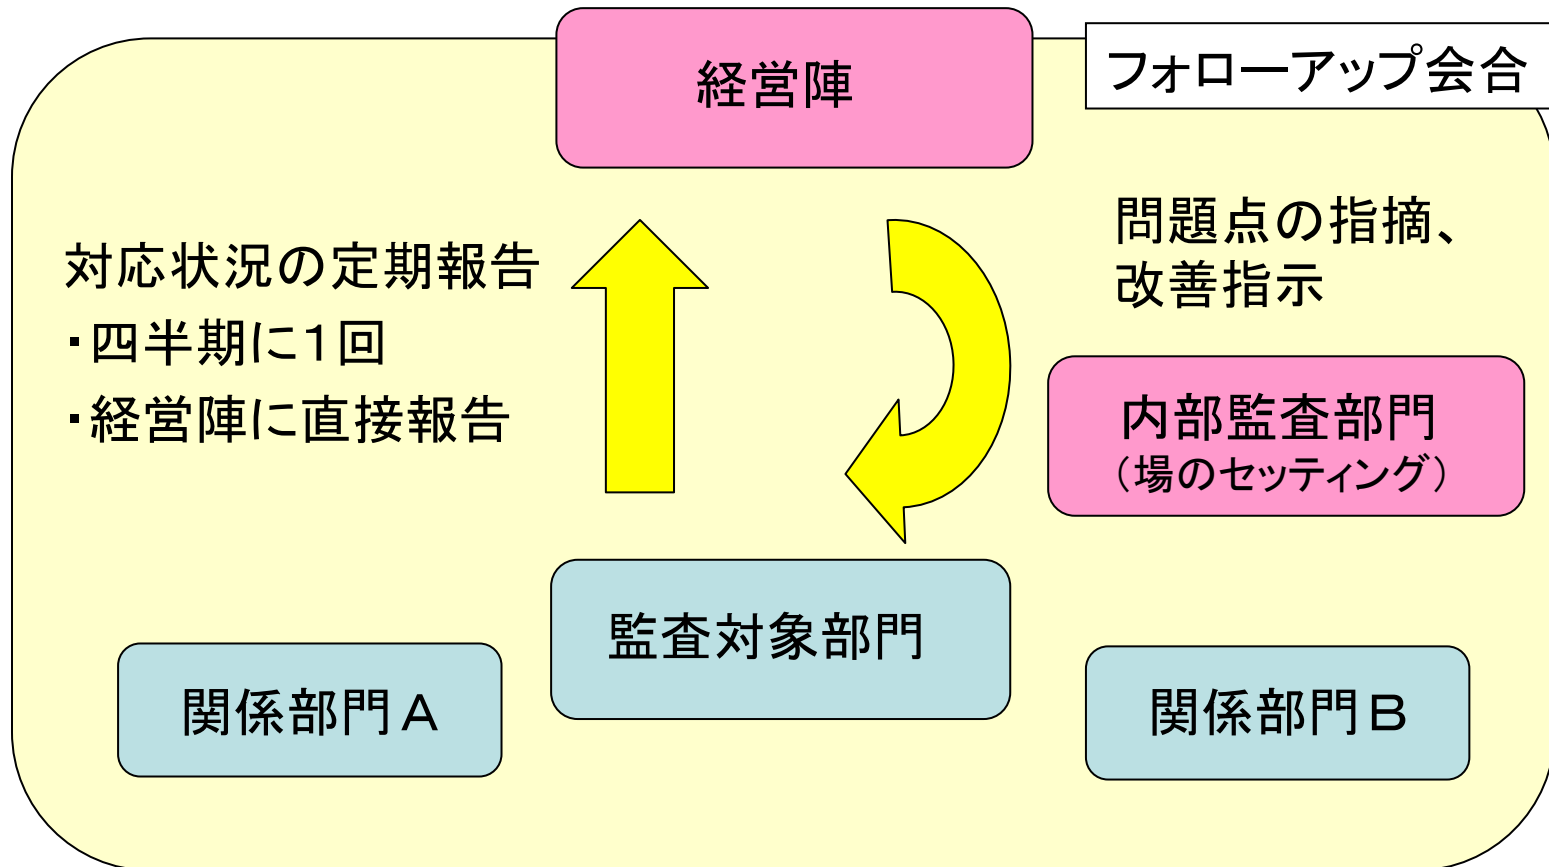 経営陣
フォローアップ会合
対応状況の定期報告
・四半期に1回
・経営陣に直接報告
問題点の指摘、
改善指示
内部監査部門
（場のセッティング）
監査対象部門
関係部門A
関係部門B